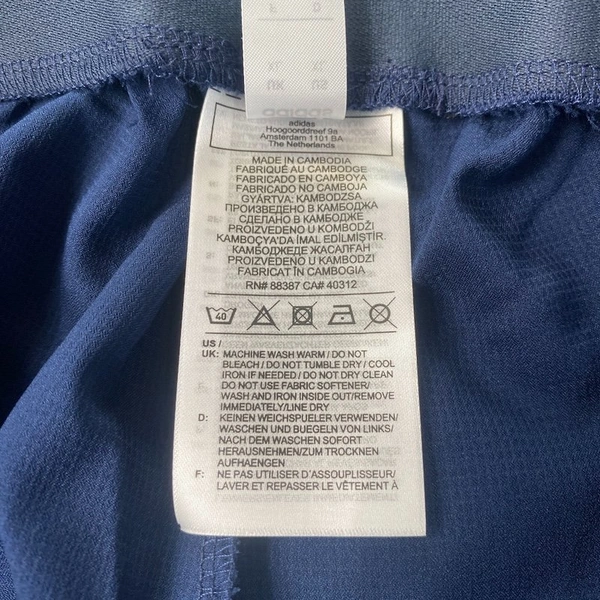 adidas
Hoogoorddreef 9a
Amsterdam 1101 BA
The Netherlands
MADE IN CAMBODIA
FABRIQUÉ AU CAMBODGE
FABRICADO EN CAMBOYA
FABRICADO NO CAMBOJA
GYÁRTVA: KAMBODZSA
ПРОИЗВЕДЕНО В КАМБОДЖА
СДЕЛАНО В КАМБОДЖЕ
PROIZVEDENO U KOMBODŽI
KAMBOÇYA'DA İMAL EDİLMİŞTİR.
КАМБОДЖЕДЕ ЖАСАЛҒАН
PROIZVEDENO U KAMBODŽI
FABRICAT ÎN CAMBOGIA
RN# 88387 CA# 40312
40
US /
UK: MACHINE WASH WARM / DO NOT
BLEACH / DO NOT TUMBLE DRY / COOL
IRON IF NEEDED / DO NOT DRY CLEAN
DO NOT USE FABRIC SOFTENER/
WASH AND IRON INSIDE OUT/REMOVE
IMMEDIATELY/LINE DRY
D: KEINEN WEICHSPUELER VERWENDEN/
WASCHEN UND BUEGELN VON LINKS/
NACH DEM WASCHEN SOFORT
HERAUSNEHMEN/ZUM TROCKNEN
AUFHAENGEN
F: NE PAS UTILISER D'ASSOUPLISEUR/
LAVER ET REPASSER LE VÊTEMENT À